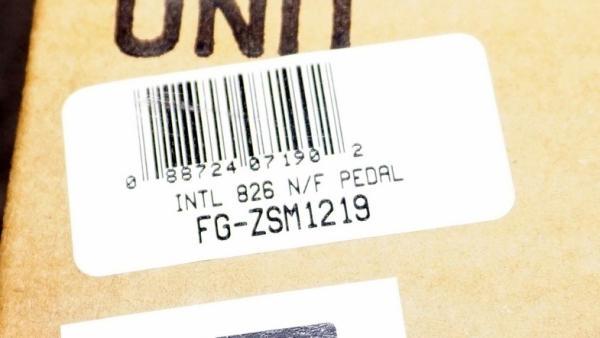 UNIT
0 88724 07190 2
INTL 826 N/F PEDAL
FG-ZSM1219